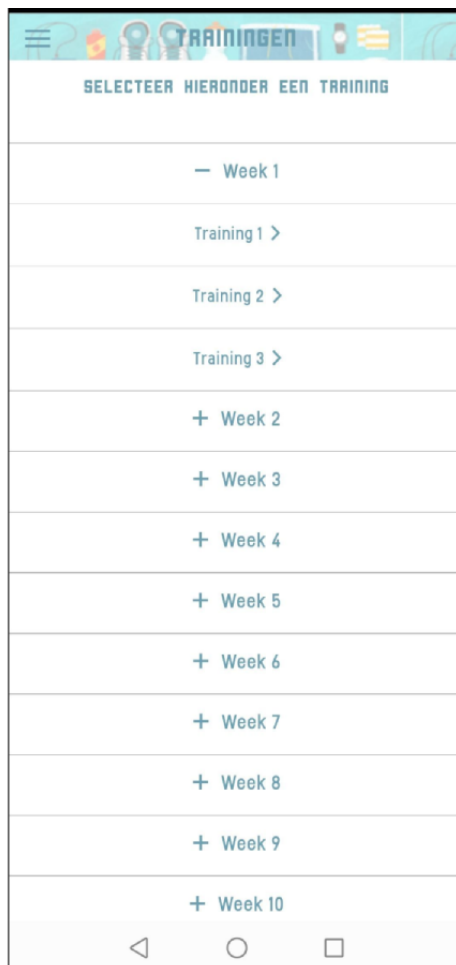 TRAININGEN
SELECTEER HIERONDER EEN TRAINING
− Week 1
Training 1 >
Training 2 >
Training 3 >
+ Week 2
+ Week 3
+ Week 4
+ Week 5
+ Week 6
+ Week 7
+ Week 8
+ Week 9
+ Week 10